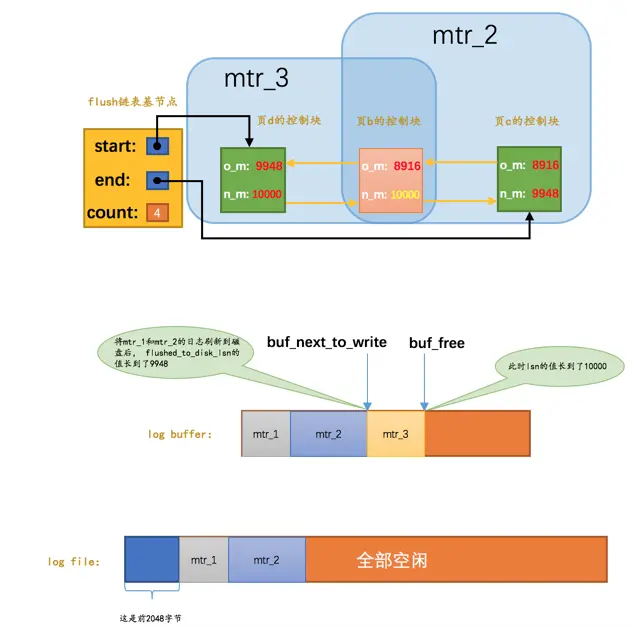 mtr_2
mtr_3
flush链表基节点
页d的控制块
页b的控制块
页c的控制块
start:
end:
count:
4
o_m: 9948
n_m: 10000
o_m: 8916
n_m: 10000
o_m: 8916
n_m: 9948
将mtr_1和mtr_2的日志刷新到磁
盘后, flushed_to_disk_lsn的
值长到了9948
buf_next_to_write
buf_free
此时lsn的值长到了10000
log buffer:
mtr_1
mtr_2
mtr_3
log file:
mtr_1
mtr_2
全部空闲
这是前2048字节